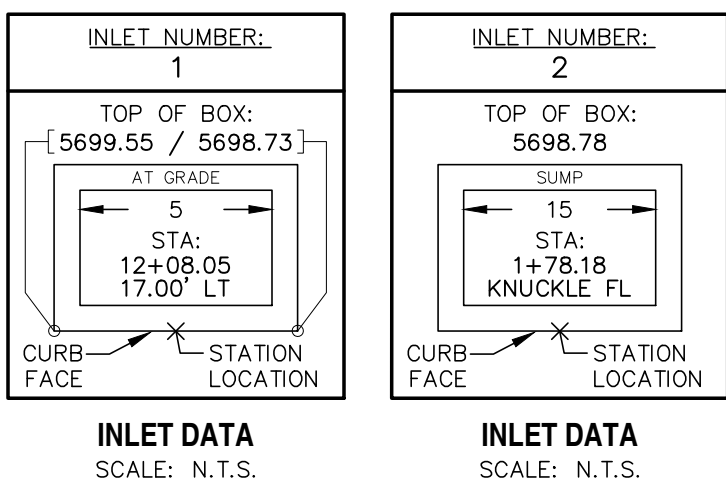 INLET NUMBER:
1
TOP OF BOX:
5699.55 / 5698.73
AT GRADE
5
STA:
12+08.05
17.00' LT
CURB FACE
STATION LOCATION
INLET DATA
SCALE: N.T.S.
INLET NUMBER:
2
TOP OF BOX:
5698.78
SUMP
15
STA:
1+78.18
KNUCKLE FL
CURB FACE
STATION LOCATION
INLET DATA
SCALE: N.T.S.